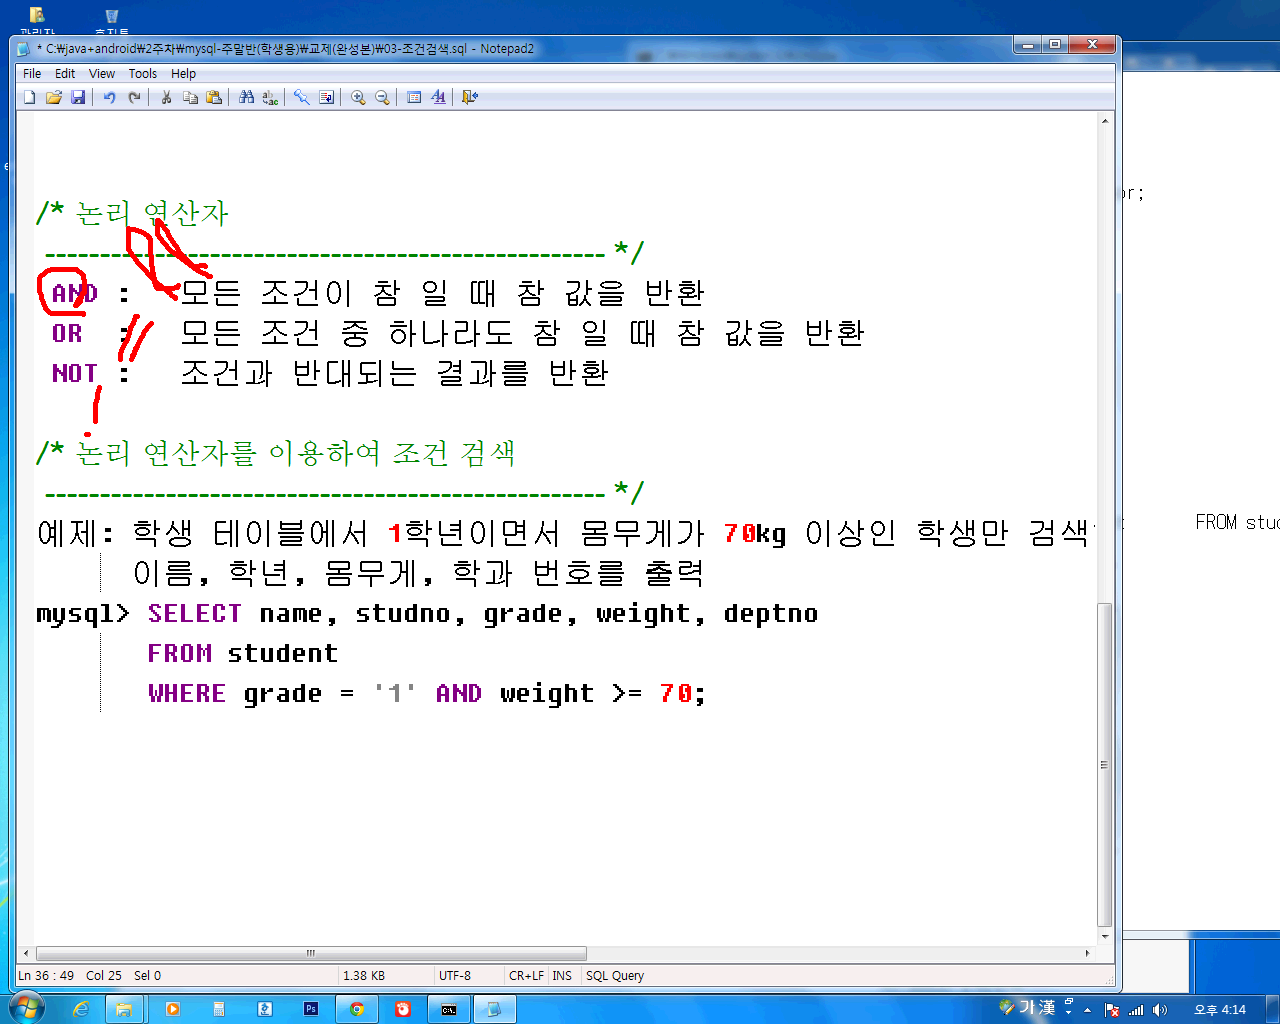 관리자
휴지통
* C:₩java+android₩2주차₩mysql-주말반(학생용)₩교제(완성본)₩03-조건검색.sql - Notepad2
File Edit View Tools Help
/* 논리 연산자
--------------------------------------------------- */
AND : 모든 조건이 참 일 때 참 값을 반환
OR : 모든 조건 중 하나라도 참 일 때 참 값을 반환
NOT : 조건과 반대되는 결과를 반환
&&
||
!
/* 논리 연산자를 이용하여 조건 검색
--------------------------------------------------- */
예제: 학생 테이블에서 1학년이면서 몸무게가 70kg 이상인 학생만 검색
이름, 학년, 몸무게, 학과 번호를 출력
mysql> SELECT name, studno, grade, weight, deptno
FROM student
WHERE grade = '1' AND weight >= 70;
or;
FROM stud
Ln 36 : 49 Col 25 Sel 0 1.38 KB UTF-8 CR+LF INS SQL Query
가 漢 오후 4:14